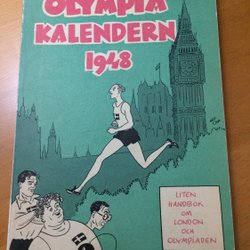 OLYMPIA
KALENDERN
1948
LITEN
HANDBOK
OM
LONDON
OCH
OLYMPIADEN